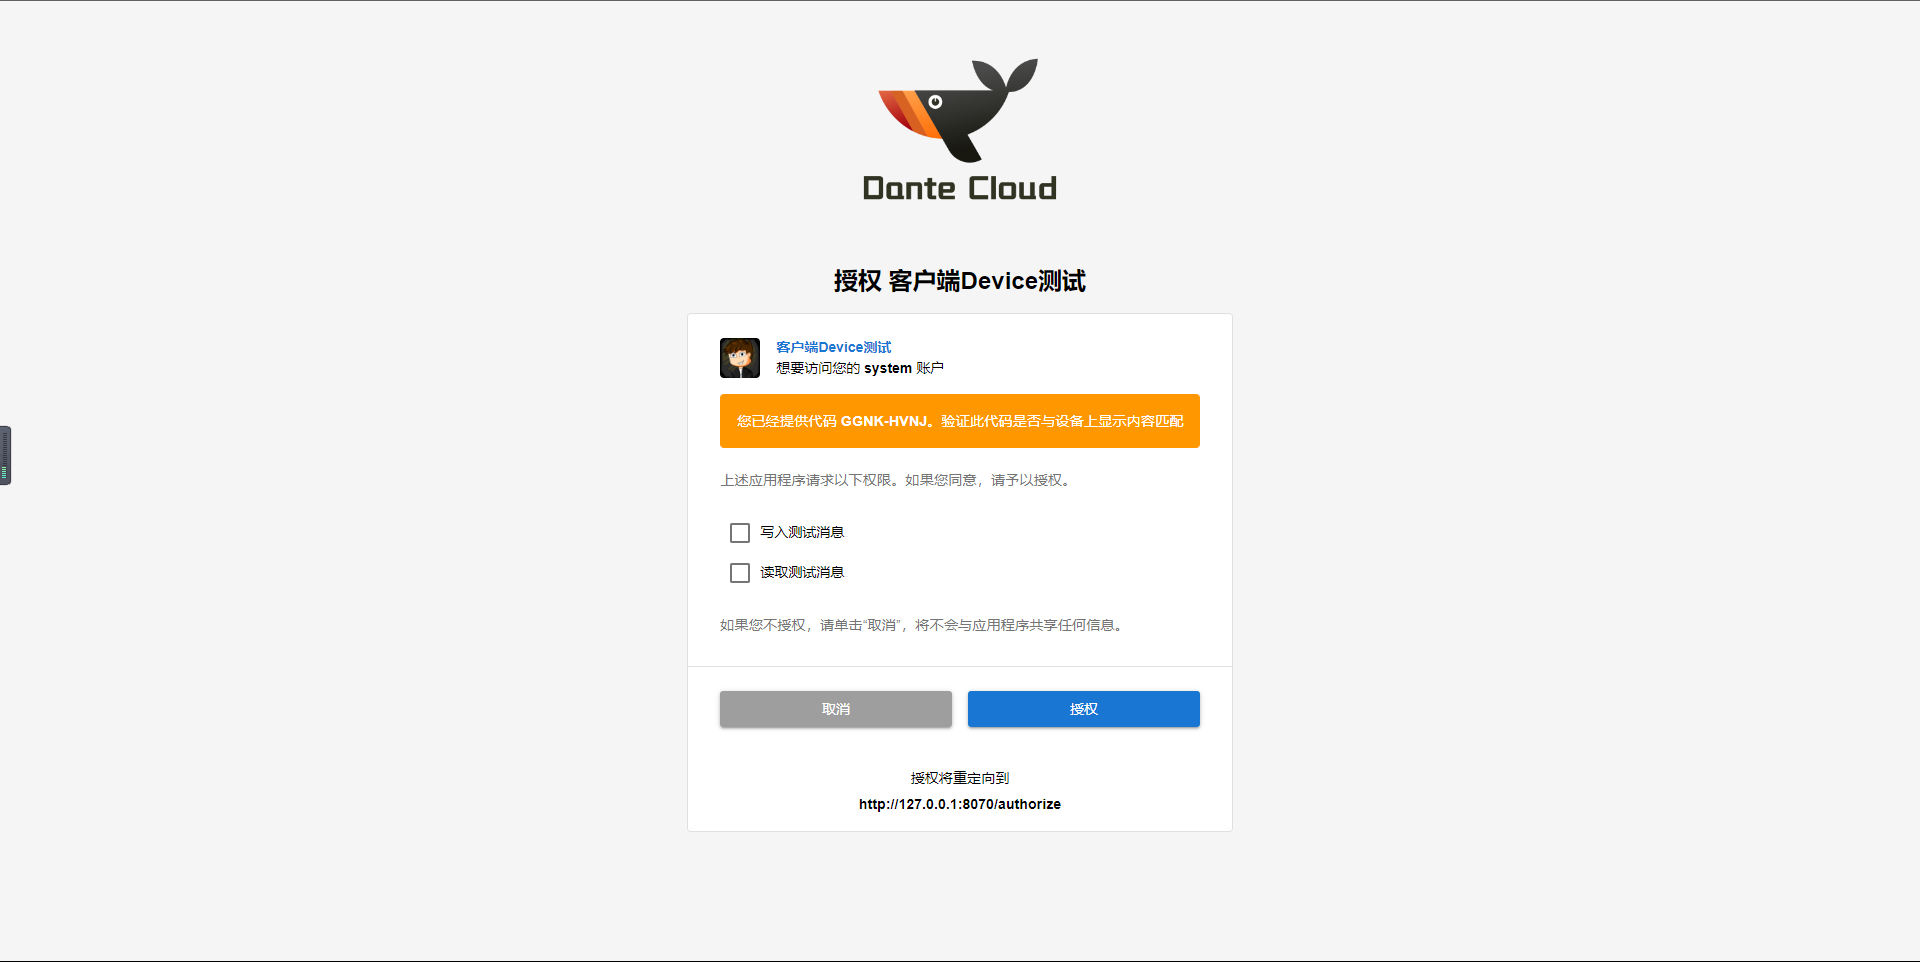 Dante Cloud
授权 客户端Device测试
客户端Device测试
想要访问您的 system 账户
您已经提供代码 GGNK-HVNJ。验证此代码是否与设备上显示内容匹配
上述应用程序请求以下权限。如果您同意，请予以授权。
写入测试消息
读取测试消息
如果您不授权，请单击“取消”，将不会与应用程序共享任何信息。
取消
授权
授权将重定向到
http://127.0.0.1:8070/authorize